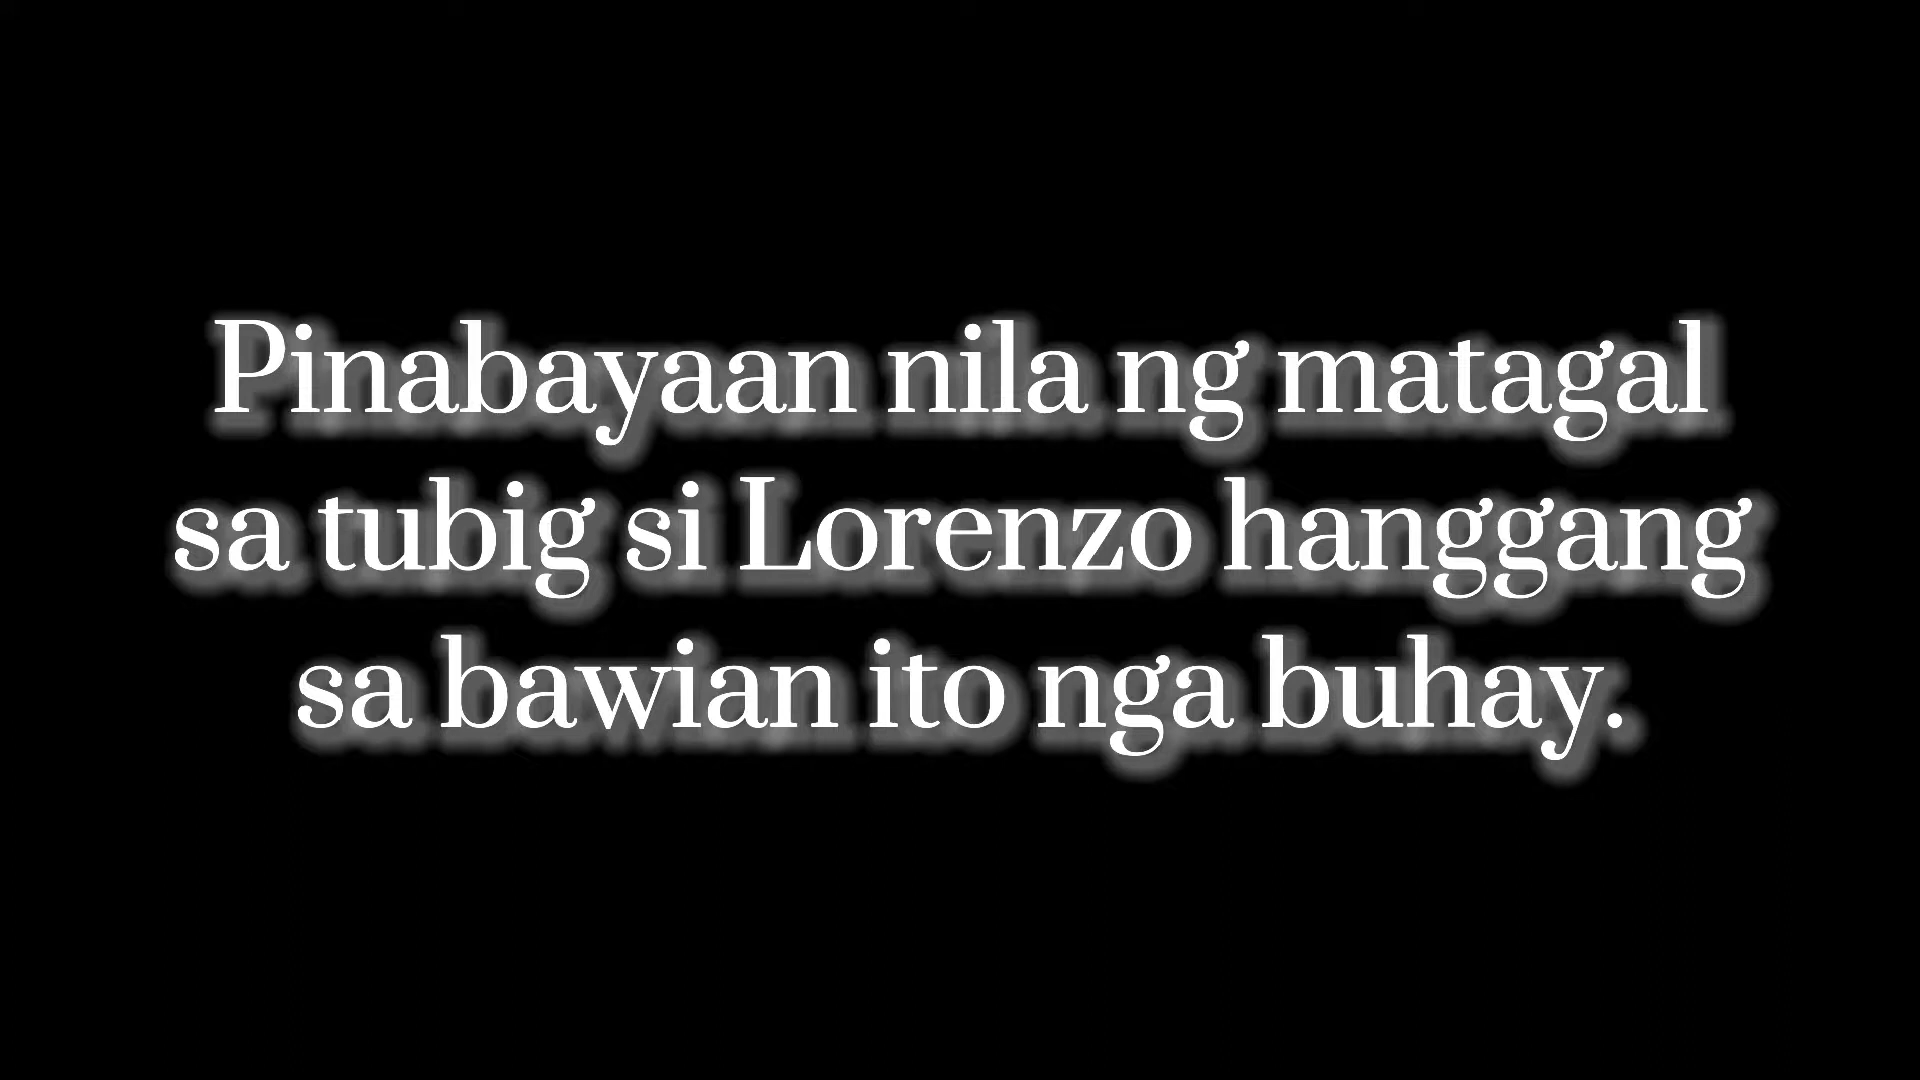 Pinabayaan nila ng matagal
sa tubig si Lorenzo hanggang
sa bawian ito nga buhay.